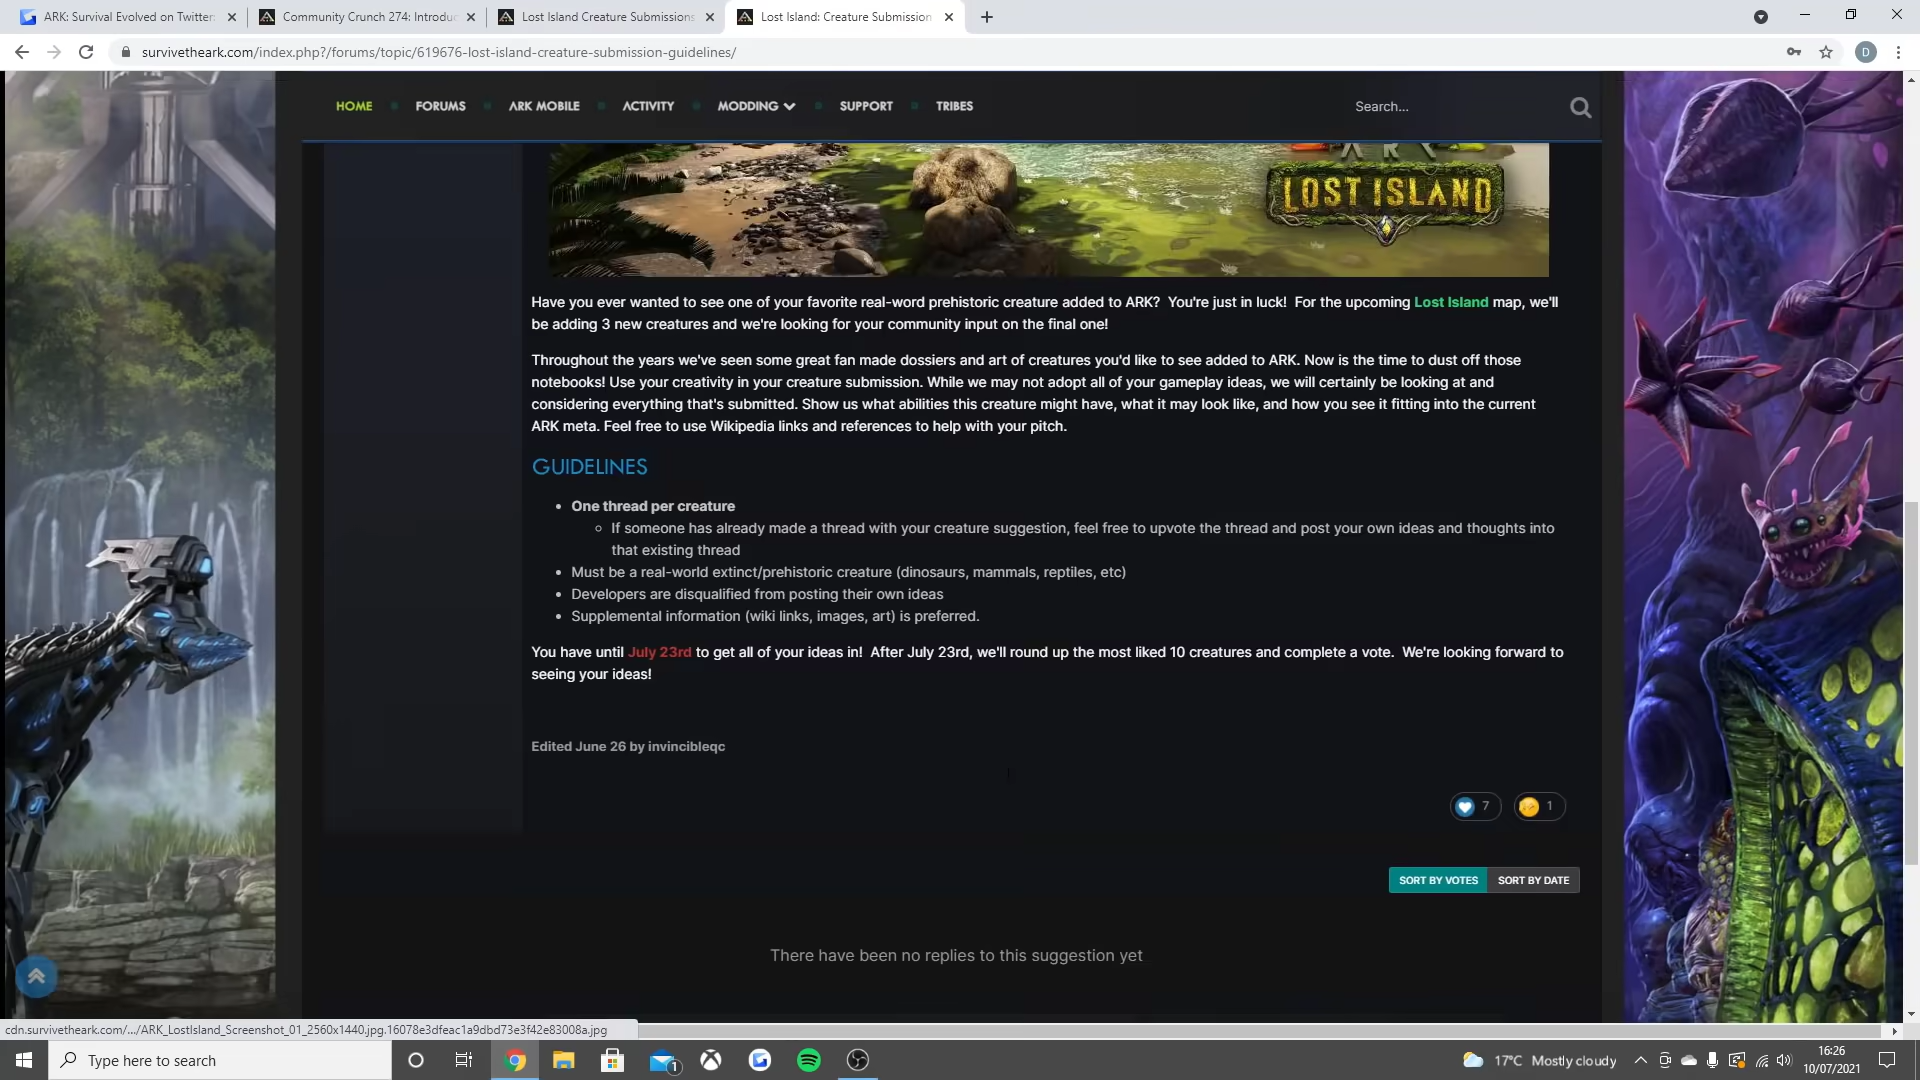 ARK: Survival Evolved on Twitter:
Community Crunch 274: Introduc
Lost Island Creature Submissions
Lost Island: Creature Submission
survivetheark.com/index.php?/forums/topic/619676-lost-island-creature-submission-guidelines/
D
HOME FORUMS ARK MOBILE ACTIVITY MODDING SUPPORT TRIBES Search...
ARK
LOST ISLAND
Have you ever wanted to see one of your favorite real-word prehistoric creature added to ARK? You're just in luck! For the upcoming Lost Island map, we'll
be adding 3 new creatures and we're looking for your community input on the final one!
Throughout the years we've seen some great fan made dossiers and art of creatures you'd like to see added to ARK. Now is the time to dust off those
notebooks! Use your creativity in your creature submission. While we may not adopt all of your gameplay ideas, we will certainly be looking at and
considering everything that's submitted. Show us what abilities this creature might have, what it may look like, and how you see it fitting into the current
ARK meta. Feel free to use Wikipedia links and references to help with your pitch.
GUIDELINES
One thread per creature
If someone has already made a thread with your creature suggestion, feel free to upvote the thread and post your own ideas and thoughts into
that existing thread
Must be a real-world extinct/prehistoric creature (dinosaurs, mammals, reptiles, etc)
Developers are disqualified from posting their own ideas
Supplemental information (wiki links, images, art) is preferred.
You have until July 23rd to get all of your ideas in! After July 23rd, we'll round up the most liked 10 creatures and complete a vote. We're looking forward to
seeing your ideas!
Edited June 26 by invincibleqc
7 1
SORT BY VOTES SORT BY DATE
There have been no replies to this suggestion yet
cdn.survivetheark.com/.../ARK_LostIsland_Screenshot_01_2560x1440.jpg.16078e3dfeac1a9dbd73e3f42e83008a.jpg
Type here to search
1
17°C Mostly cloudy
16:26
10/07/2021